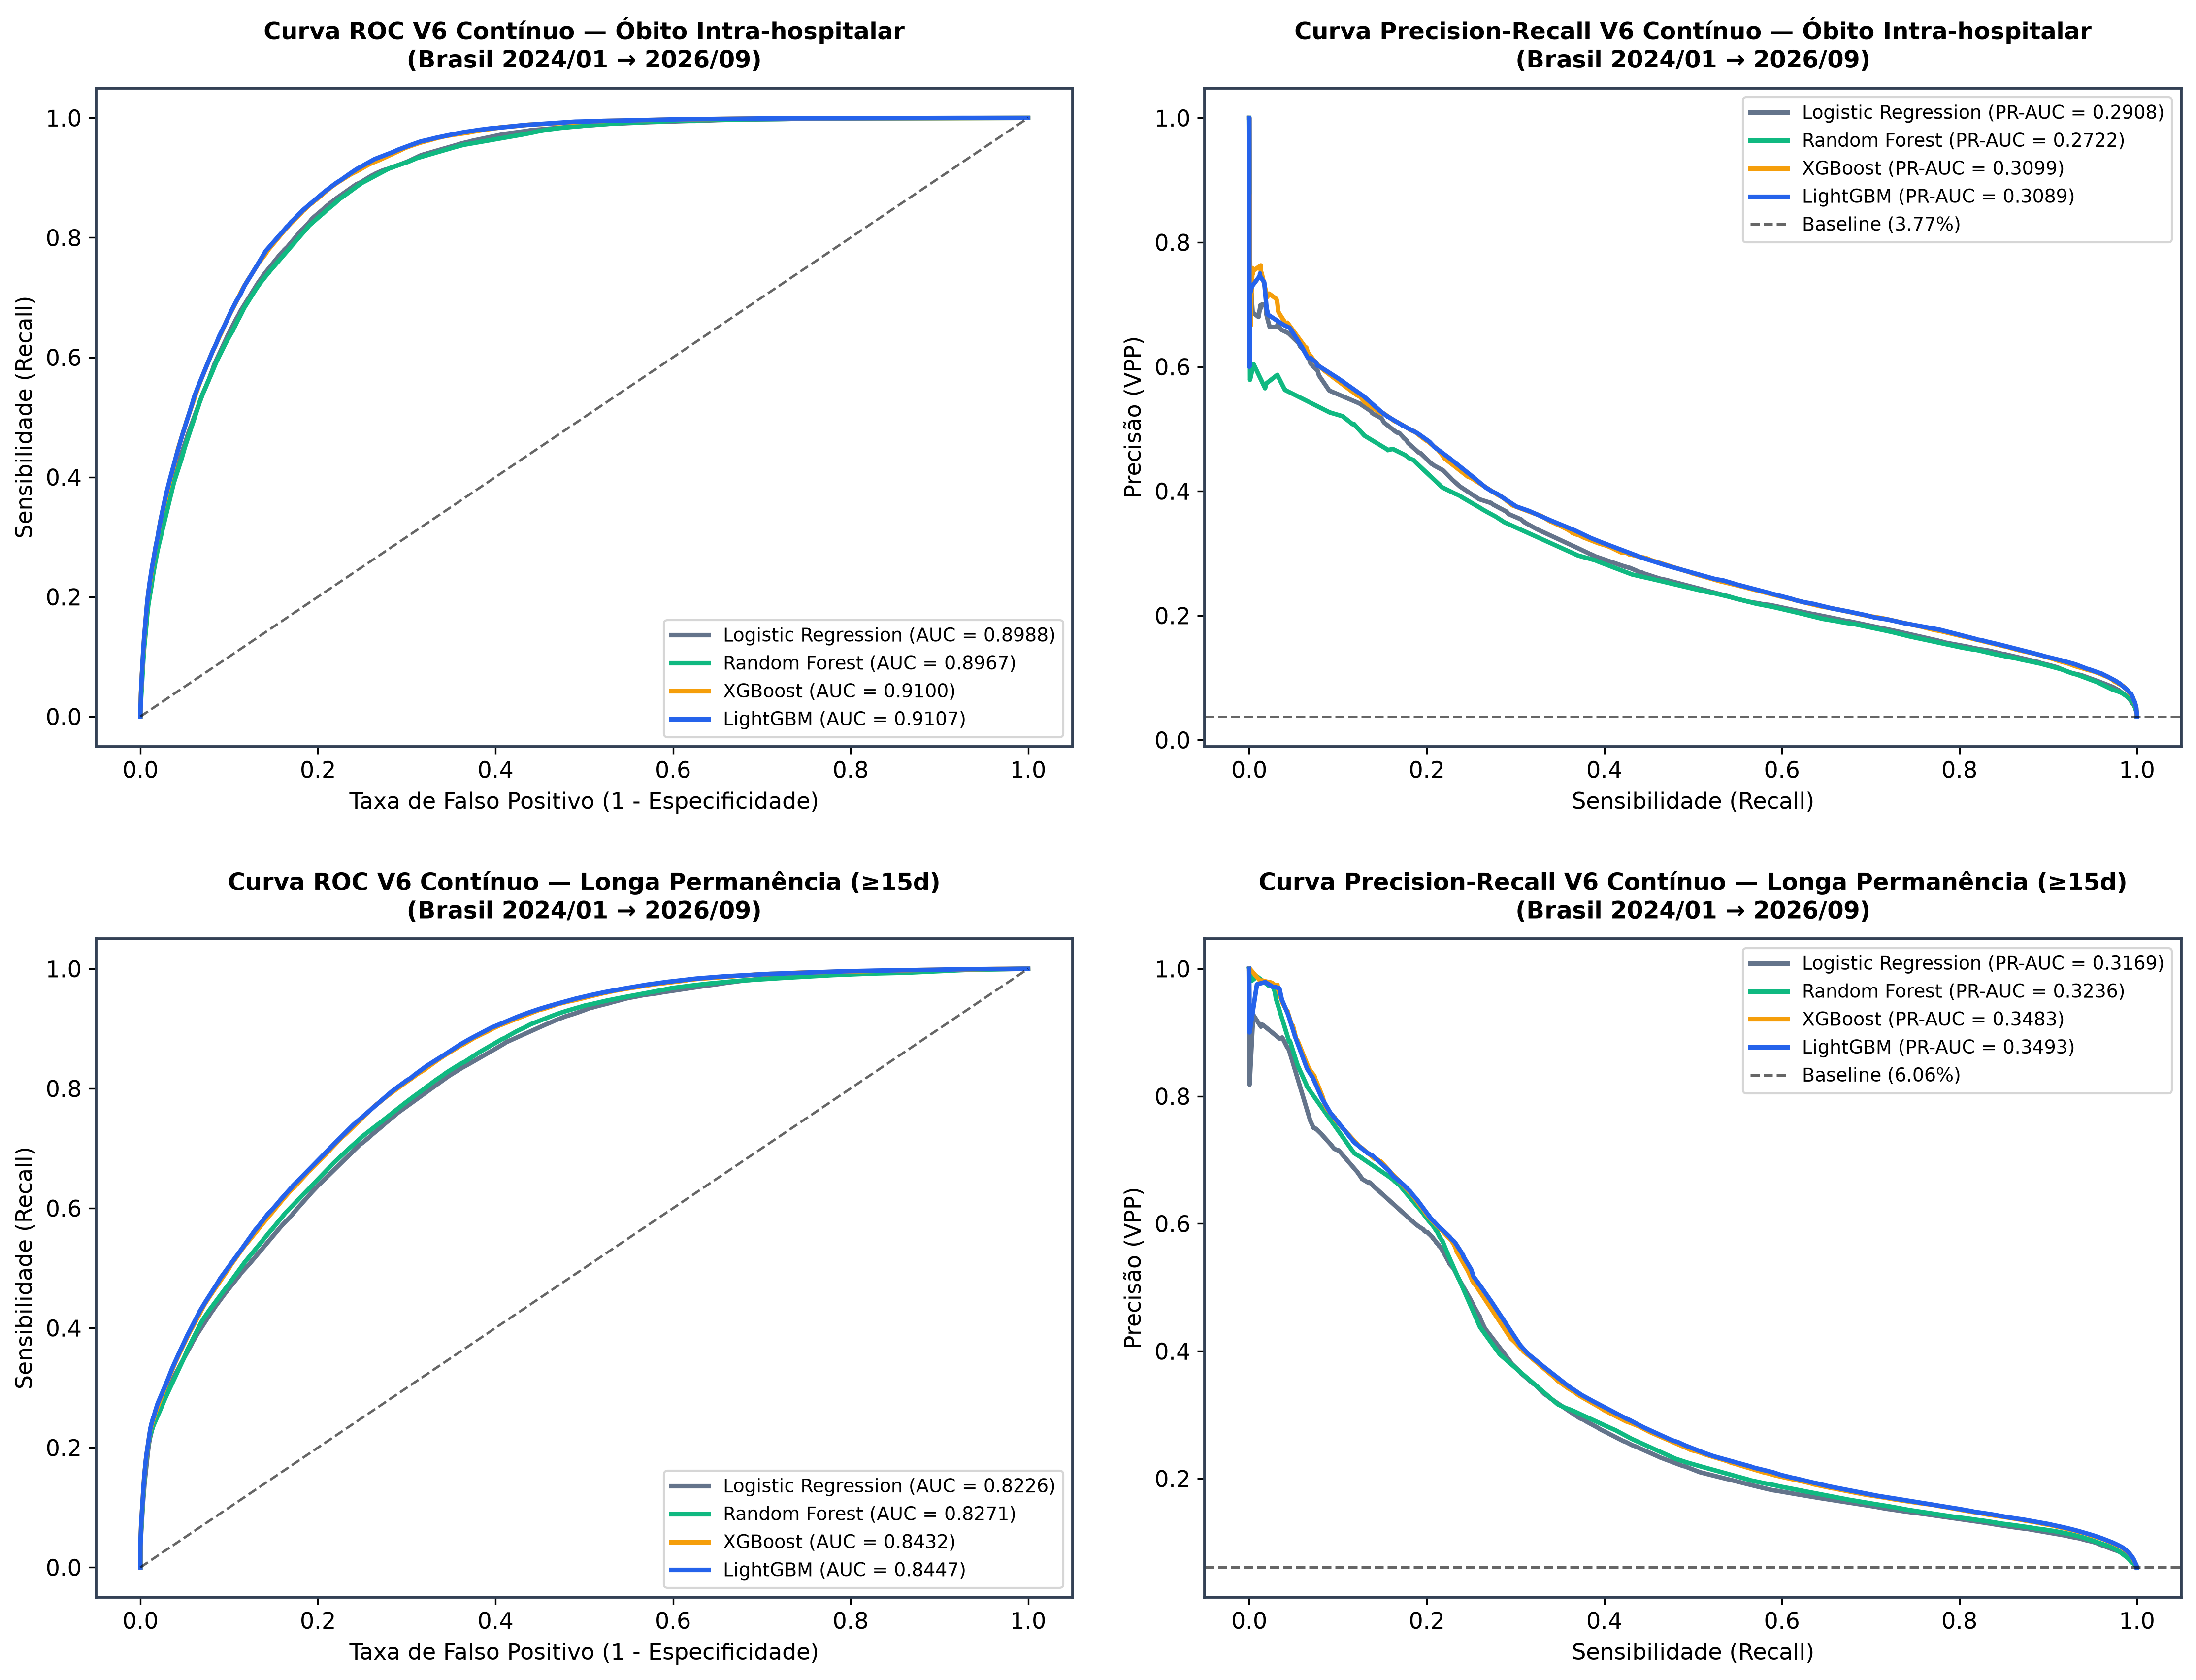 Curva ROC V6 Contínuo — Óbito Intra-hospitalar
(Brasil 2024/01 → 2026/09)
1.0
0.8
0.6
0.4
0.2
0.0
Sensibilidade (Recall)
Logistic Regression (AUC = 0.8988)
Random Forest (AUC = 0.8967)
XGBoost (AUC = 0.9100)
LightGBM (AUC = 0.9107)
0.0 0.2 0.4 0.6 0.8 1.0
Taxa de Falso Positivo (1 - Especificidade)
Curva Precision-Recall V6 Contínuo — Óbito Intra-hospitalar
(Brasil 2024/01 → 2026/09)
1.0
0.8
0.6
0.4
0.2
0.0
Precisão (VPP)
Logistic Regression (PR-AUC = 0.2908)
Random Forest (PR-AUC = 0.2722)
XGBoost (PR-AUC = 0.3099)
LightGBM (PR-AUC = 0.3089)
Baseline (3.77%)
0.0 0.2 0.4 0.6 0.8 1.0
Sensibilidade (Recall)
Curva ROC V6 Contínuo — Longa Permanência (≥15d)
(Brasil 2024/01 → 2026/09)
1.0
0.8
0.6
0.4
0.2
0.0
Sensibilidade (Recall)
Logistic Regression (AUC = 0.8226)
Random Forest (AUC = 0.8271)
XGBoost (AUC = 0.8432)
LightGBM (AUC = 0.8447)
0.0 0.2 0.4 0.6 0.8 1.0
Taxa de Falso Positivo (1 - Especificidade)
Curva Precision-Recall V6 Contínuo — Longa Permanência (≥15d)
(Brasil 2024/01 → 2026/09)
1.0
0.8
0.6
0.4
0.2
Precisão (VPP)
Logistic Regression (PR-AUC = 0.3169)
Random Forest (PR-AUC = 0.3236)
XGBoost (PR-AUC = 0.3483)
LightGBM (PR-AUC = 0.3493)
Baseline (6.06%)
0.0 0.2 0.4 0.6 0.8 1.0
Sensibilidade (Recall)